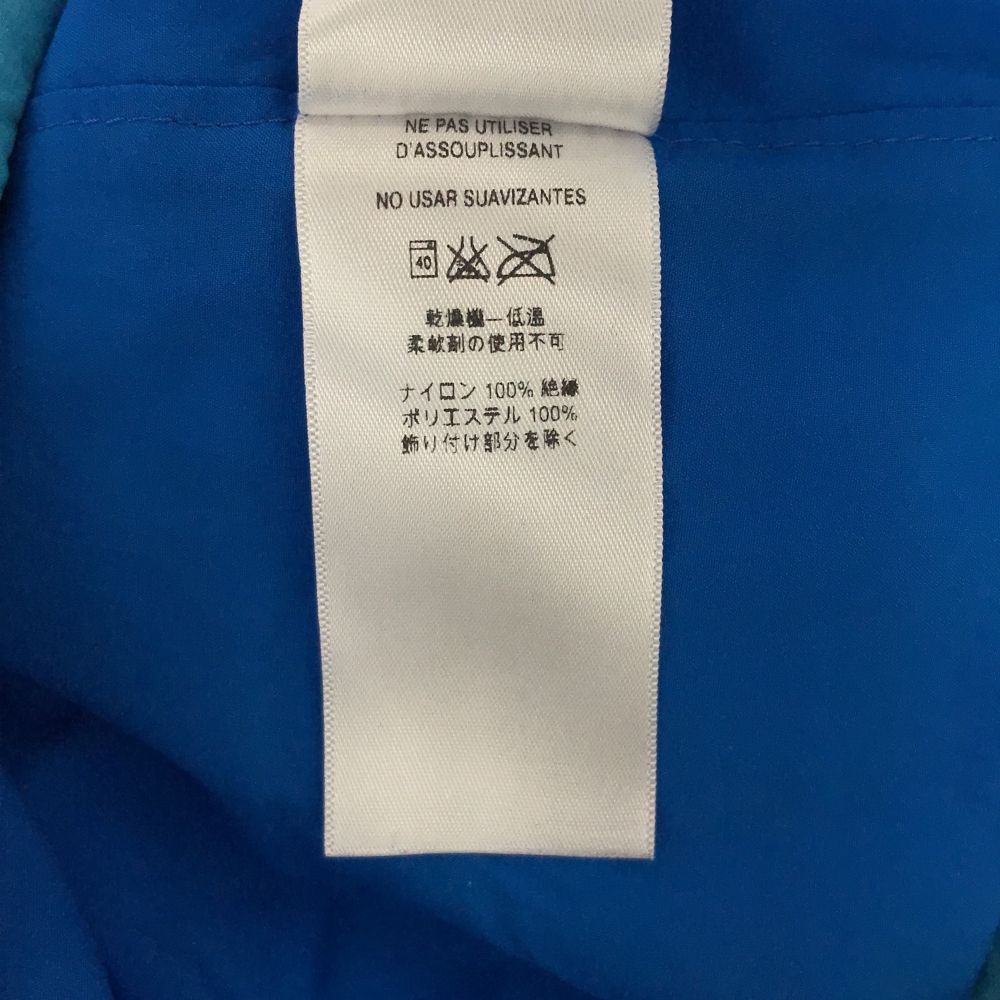 NE PAS UTILISER
D'ASSOUPLISSANT
NO USAR SUAVIZANTES
40
乾燥機—低温
柔軟剤の使用不可
ナイロン 100% 絶縁
ポリエステル 100%
飾り付け部分を除く